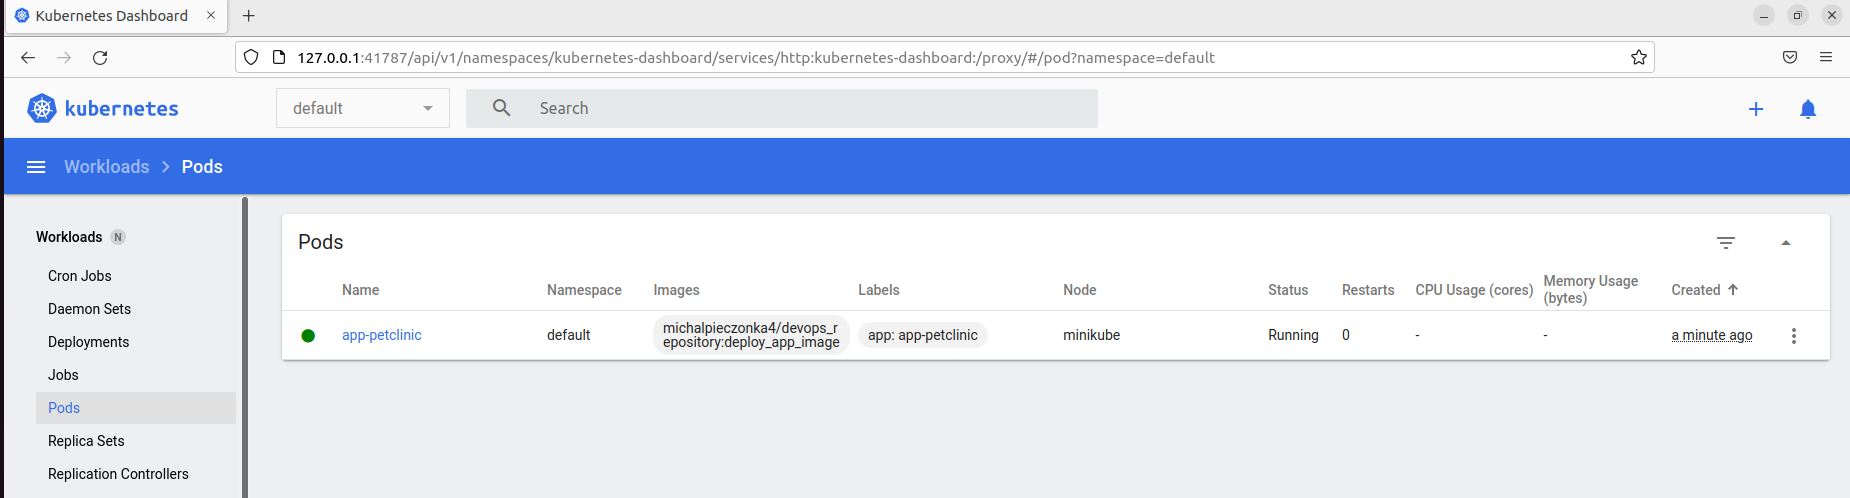 Kubernetes Dashboard
127.0.0.1:41787/api/v1/namespaces/kubernetes-dashboard/services/http:kubernetes-dashboard:/proxy/#/pod?namespace=default
kubernetes
default
Search
Workloads
Pods
Workloads N
Cron Jobs
Daemon Sets
Deployments
Jobs
Pods
Replica Sets
Replication Controllers
Pods
Name Namespace Images Labels Node Status Restarts CPU Usage (cores) Memory Usage (bytes) Created
app-petclinic default michalpieczonka4/devops_r
epository:deploy_app_image
app: app-petclinic minikube Running 0 - - a minute ago